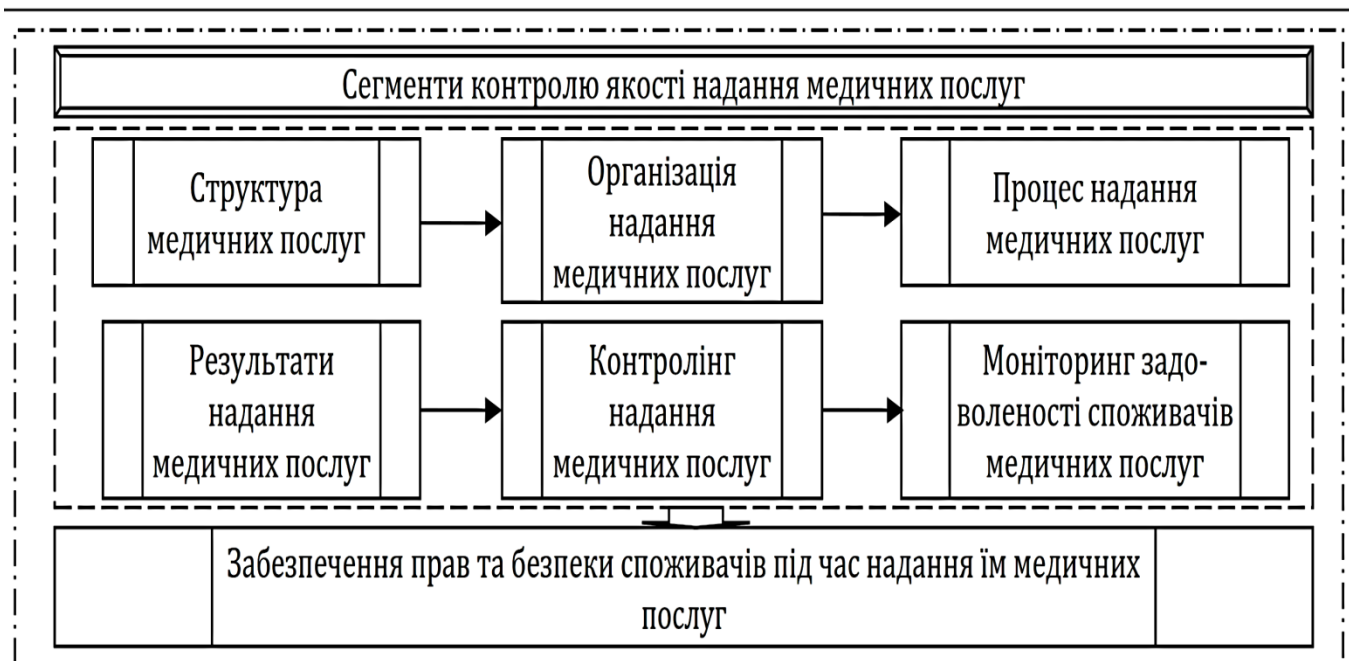 Сегменти контролю якості надання медичних послуг
Структура
медичних послуг
Організація
надання
медичних послуг
Процес надання
медичних послуг
Результати
надання
медичних послуг
Контролінг
надання
медичних послуг
Моніторинг задо-
воленості споживачів
медичних послуг
Забезпечення прав та безпеки споживачів під час надання їм медичних
послуг